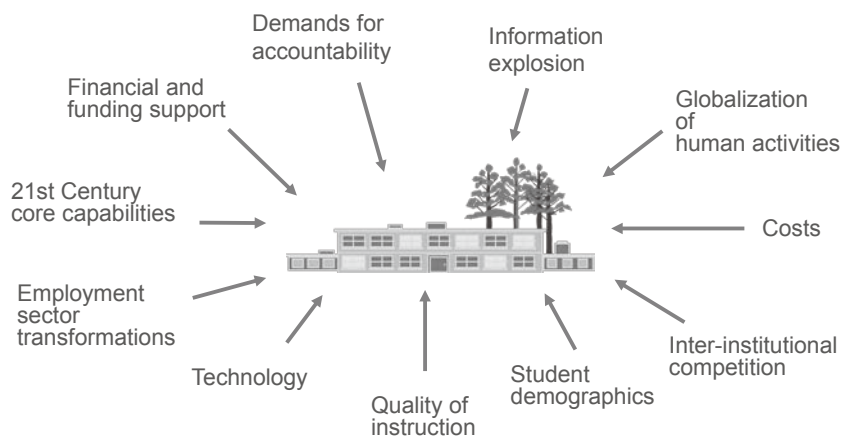 Demands for
accountability
Information
explosion
Financial and
funding support
Globalization
of
human activities
21st Century
core capabilities
Costs
Employment
sector
transformations
Inter-institutional
competition
Technology
Student
demographics
Quality of
instruction